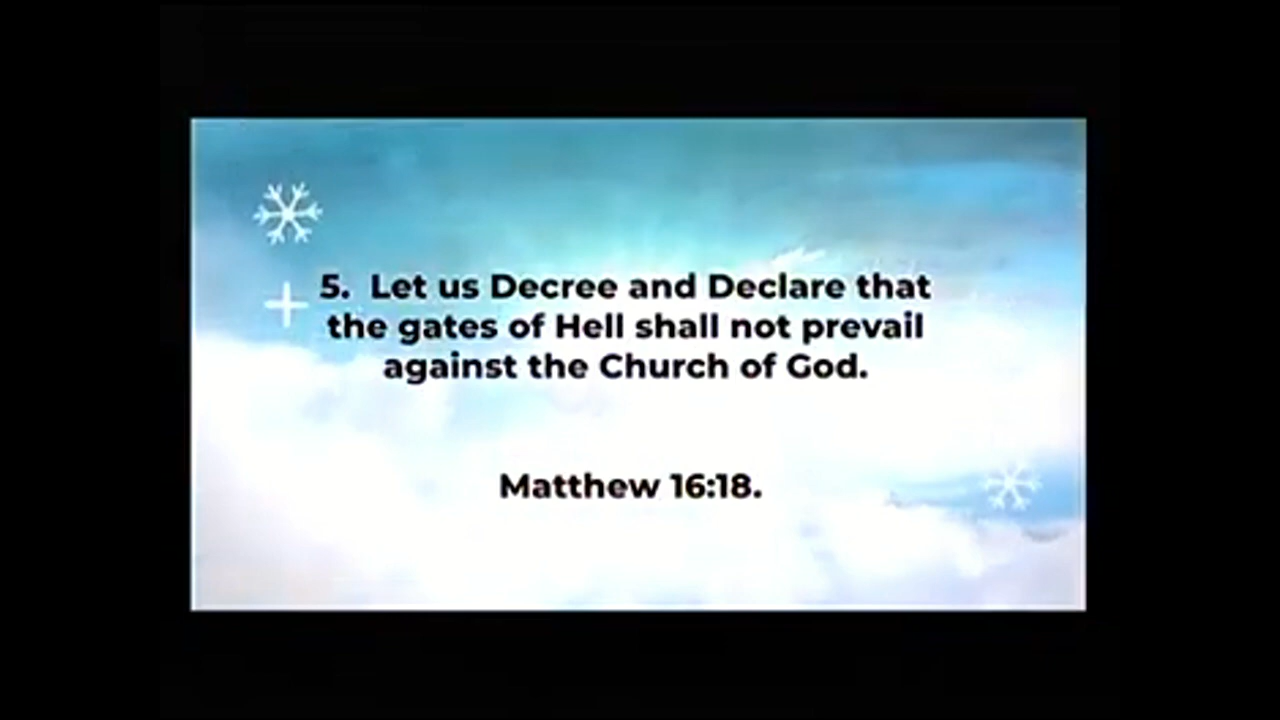 5. Let us Decree and Declare that
the gates of Hell shall not prevail
against the Church of God.
Matthew 16:18.